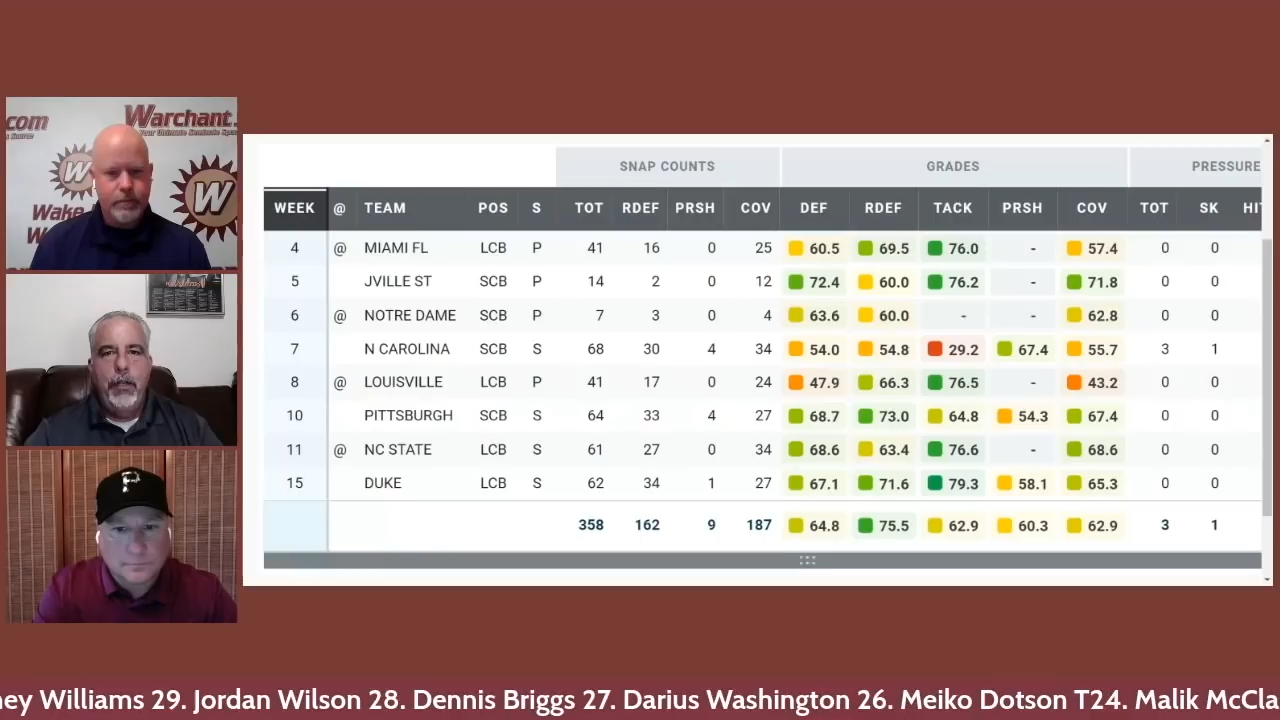 .com
Warchant.
Your Ultimate Seminole Spo
W
W
Wake
W
SNAP COUNTS GRADES PRESSURE
WEEK @ TEAM POS S TOT RDEF PRSH COV DEF RDEF TACK PRSH COV TOT SK HI
4 @ MIAMI FL LCB P 41 16 0 25 60.5 69.5 76.0 - 57.4 0 0
5 JVILLE ST SCB P 14 2 0 12 72.4 60.0 76.2 - 71.8 0 0
6 @ NOTRE DAME SCB P 7 3 0 4 63.6 60.0 - - 62.8 0 0
7 N CAROLINA SCB S 68 30 4 34 54.0 54.8 29.2 67.4 55.7 3 1
8 @ LOUISVILLE LCB P 41 17 0 24 47.9 66.3 76.5 - 43.2 0 0
10 PITTSBURGH SCB S 64 33 4 27 68.7 73.0 64.8 54.3 67.4 0 0
11 @ NC STATE LCB S 61 27 0 34 68.6 63.4 76.6 - 68.6 0 0
15 DUKE LCB S 62 34 1 27 67.1 71.6 79.3 58.1 65.3 0 0
358 162 9 187 64.8 75.5 62.9 60.3 62.9 3 1
P
ney Williams 29. Jordan Wilson 28. Dennis Briggs 27. Darius Washington 26. Meiko Dotson T24. Malik McCla